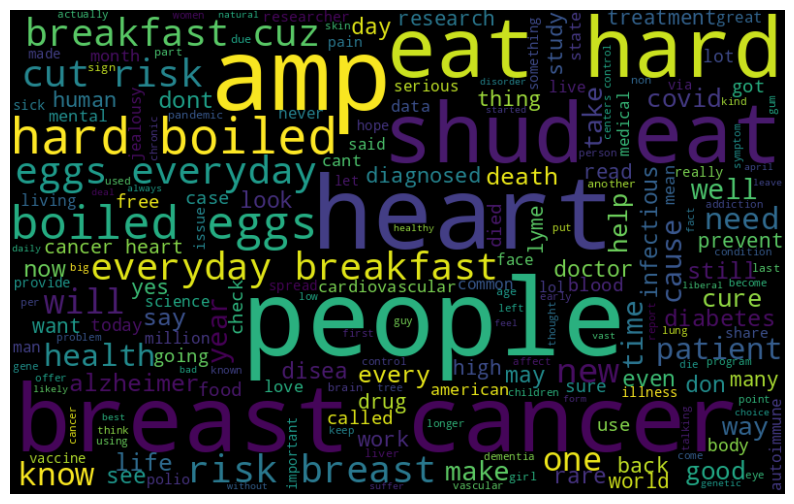 actually women natural skin researcher research treatment great
breakfast cuz day
made month due pain something study state control non
part
sign
eat hard
amp
cut risk human dont
serious thing live via got lot
sick mental never data take covid centers kind gum
pandemic disorder
hard boiled
jealousy chronic hope said started medical
shud eat
eggs everyday
used always let cant diagnosed death another read really symptom april
living deal case look free person mean addiction leave
boiled eggs
issue heart died lyme help infectious well
daily healthy put cause fact need
cancer heart now big
everyday breakfast
face doctor still prevent condition last
provide yes spread cardiovascular common lol blood
per science check low age early time cure liberal become
will want today year million guy left feel thought vast diabetes share
say people
man problem going first report lung patient
health
gene bad known disea high new die program
offer control affect may even don many
alzheimer food love every american sure
likely brain tree children form illness
breast cancer
cancer best think using important keep called drug longer girl use body point choice
work dementia talking way
vaccine life risk breast one back come
know see polio liver make rare world good eye
without suffer vascular genetic autoimmune